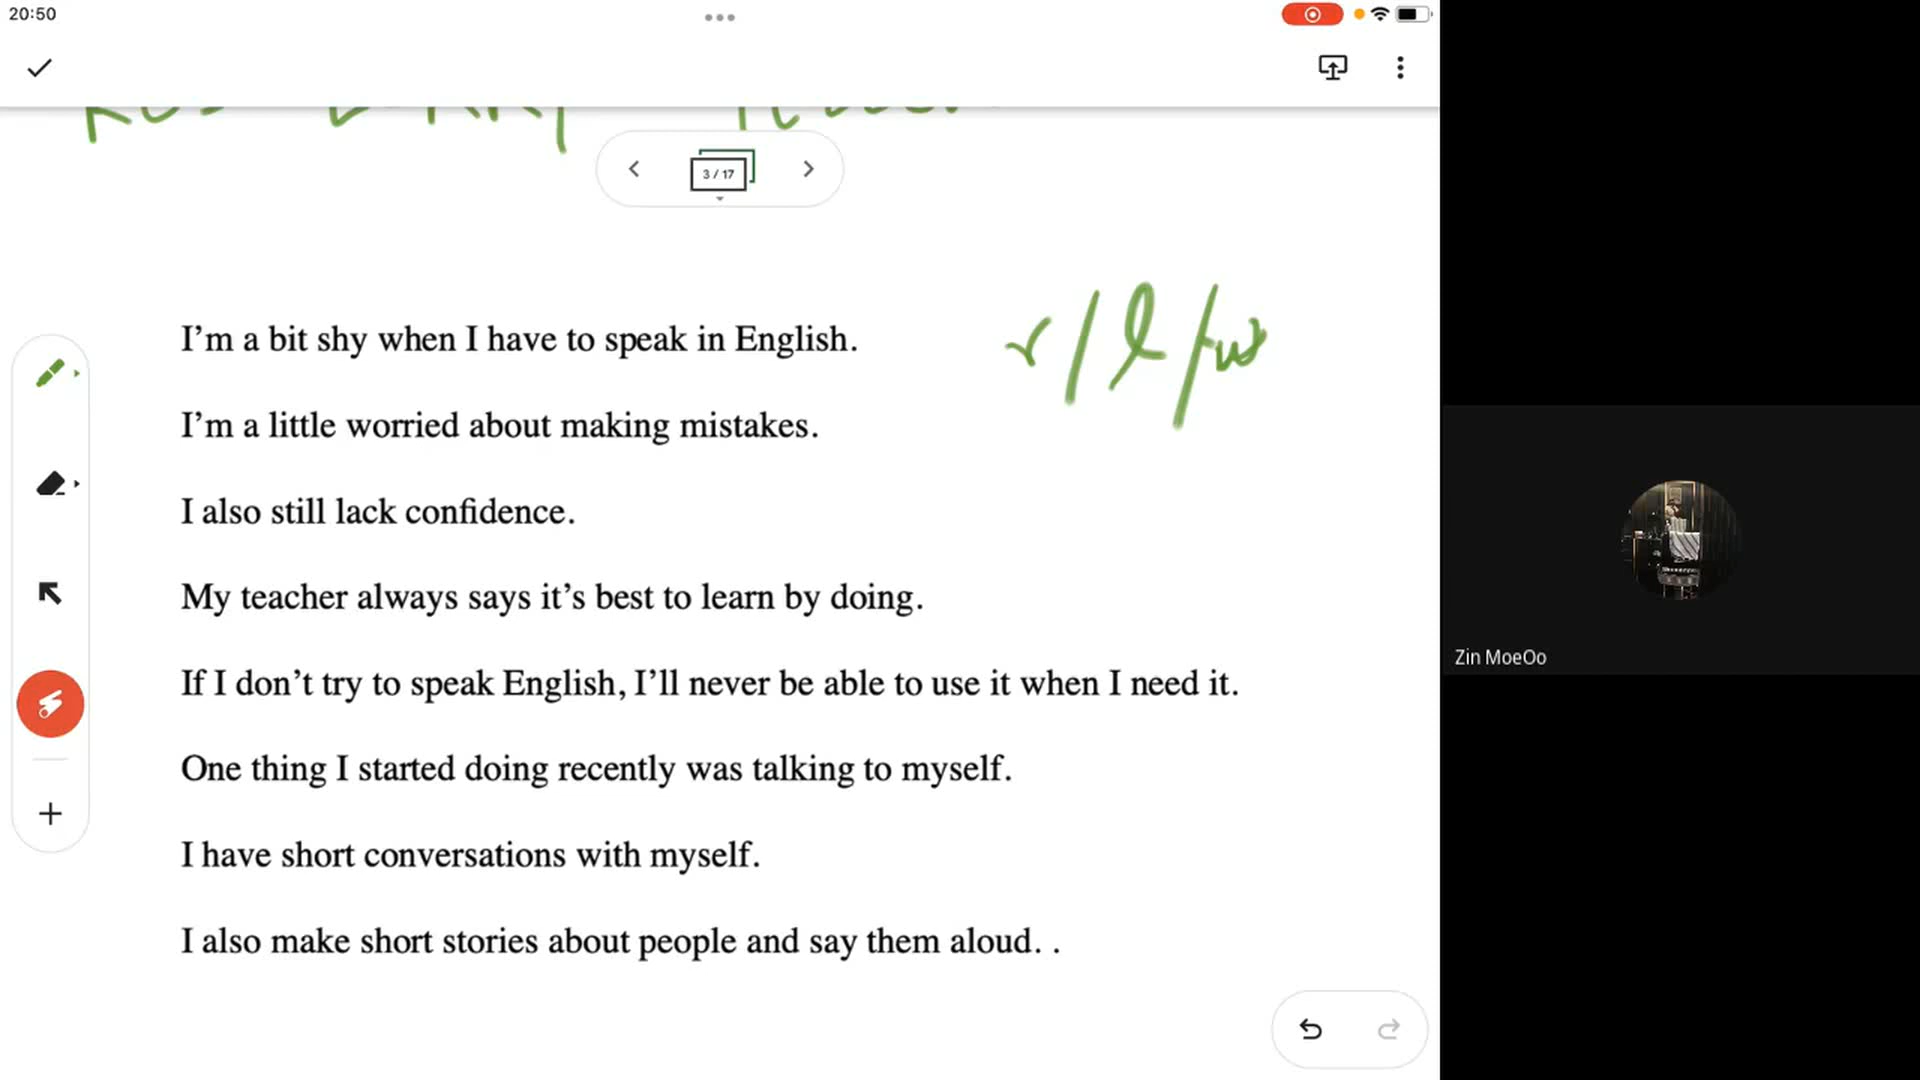 20:50
3 / 17
I’m a bit shy when I have to speak in English.
I’m a little worried about making mistakes.
I also still lack confidence.
My teacher always says it’s best to learn by doing.
If I don’t try to speak English, I’ll never be able to use it when I need it.
One thing I started doing recently was talking to myself.
I have short conversations with myself.
I also make short stories about people and say them aloud. .
Zin MoeOo